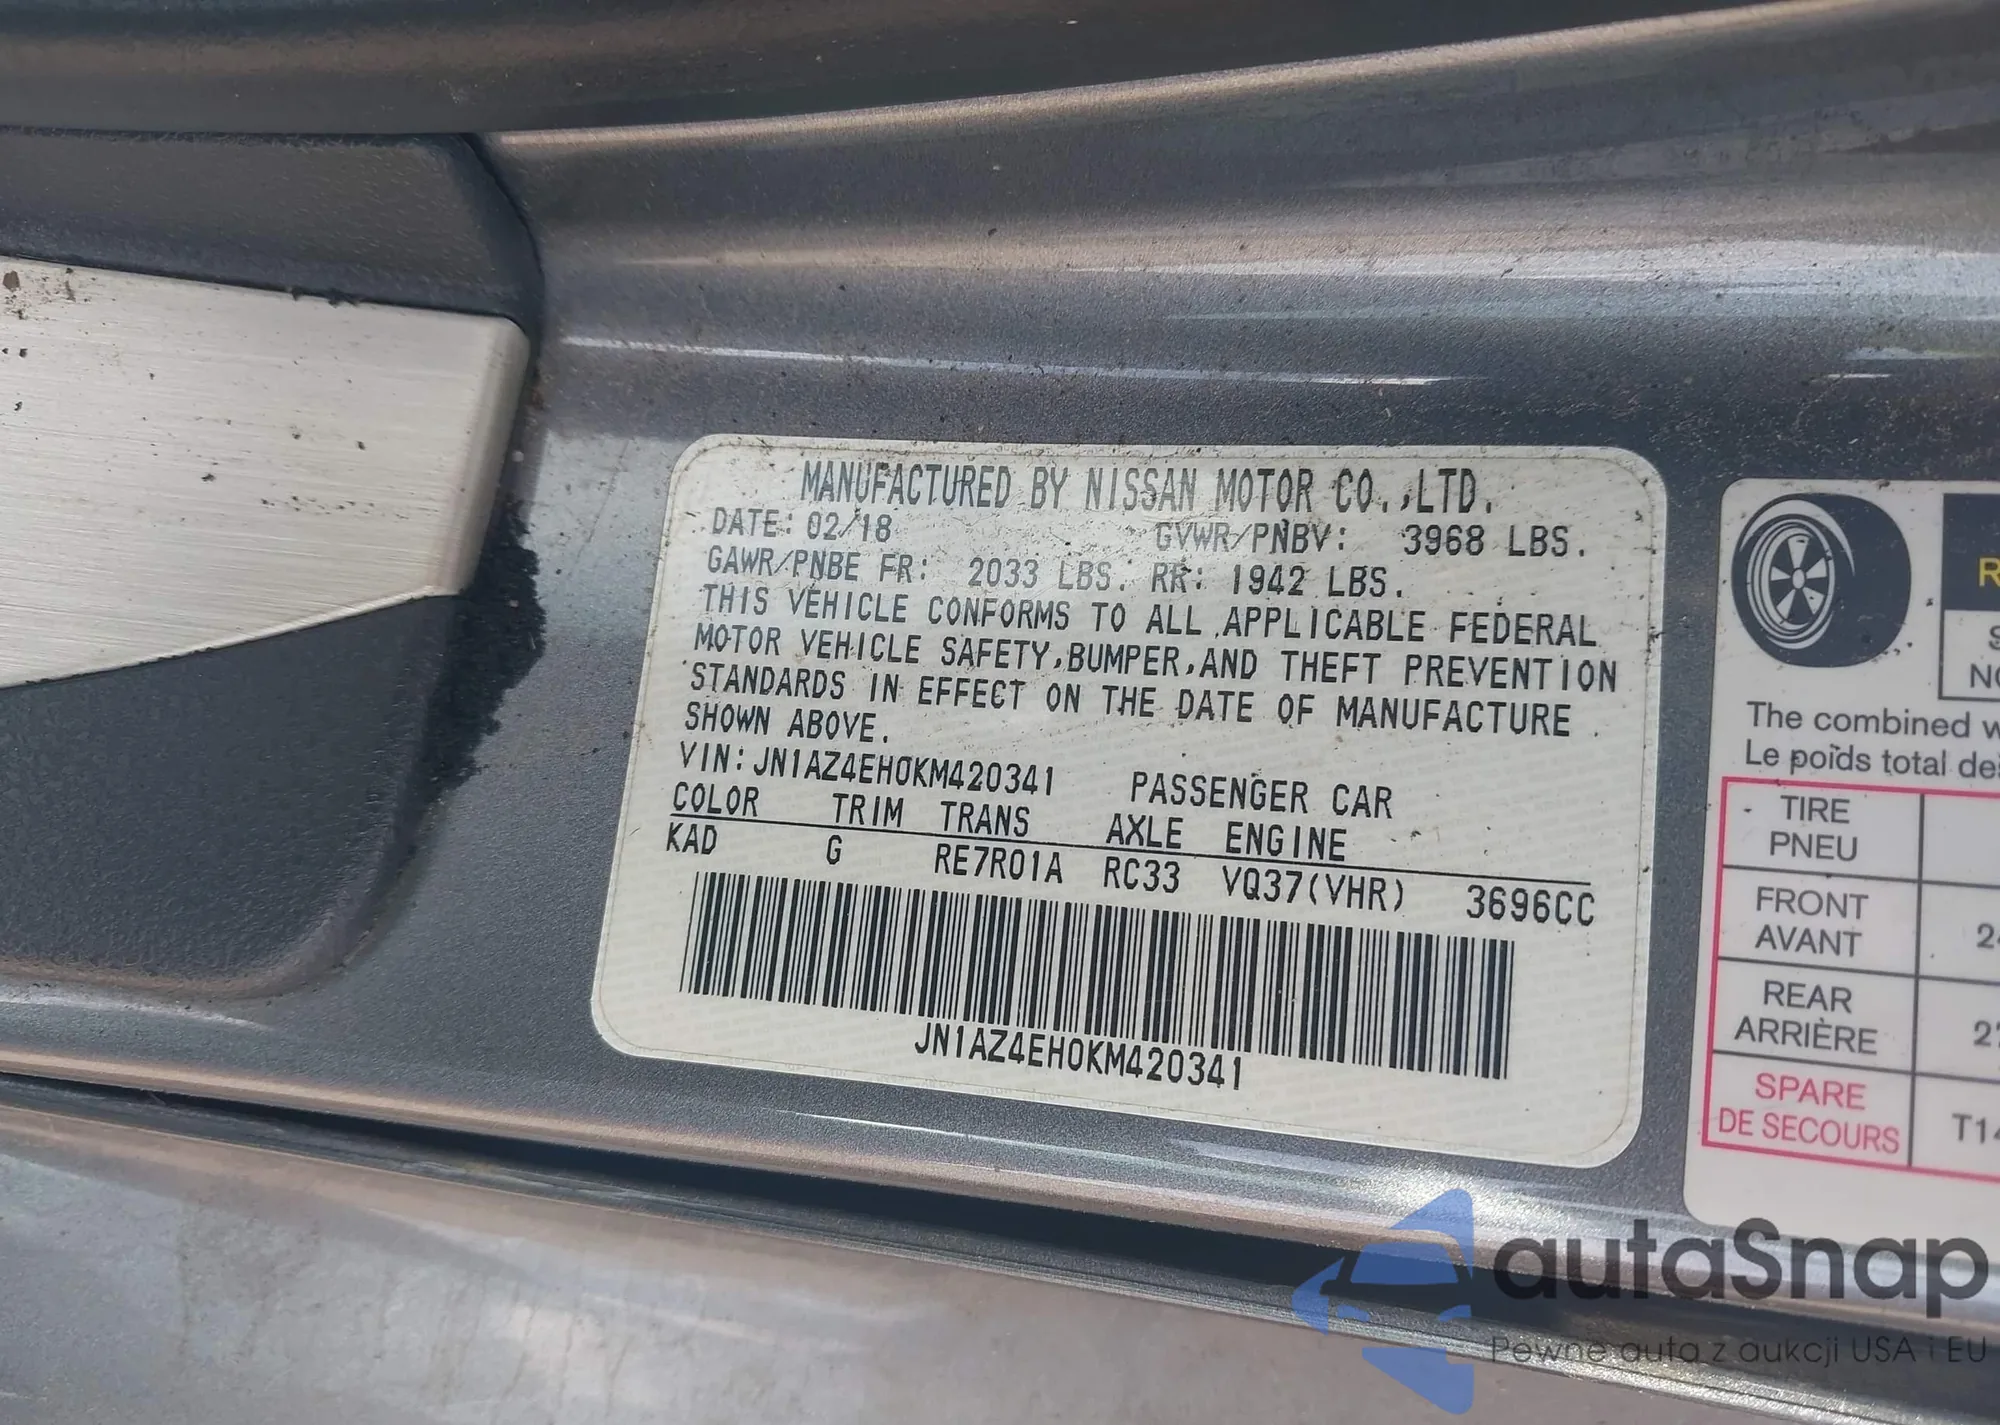 MANUFACTURED BY NISSAN MOTOR CO.,LTD.
DATE: 02/18 GVWR/PNBV: 3968 LBS.
GAWR/PNBE FR: 2033 LBS. RR: 1942 LBS.
THIS VEHICLE CONFORMS TO ALL APPLICABLE FEDERAL
MOTOR VEHICLE SAFETY,BUMPER,AND THEFT PREVENTION
STANDARDS IN EFFECT ON THE DATE OF MANUFACTURE
SHOWN ABOVE.
VIN:JN1AZ4EH0KM420341 PASSENGER CAR
COLOR TRIM TRANS AXLE ENGINE
KAD G RE7R01A RC33 VQ37(VHR) 3696CC
JN1AZ4EH0KM420341
The combined
Le poids total
TIRE
PNEU
FRONT
AVANT
REAR
ARRIÈRE
SPARE
DE SECOURS
autaSnap
Pewne auta z aukcji USA i EU